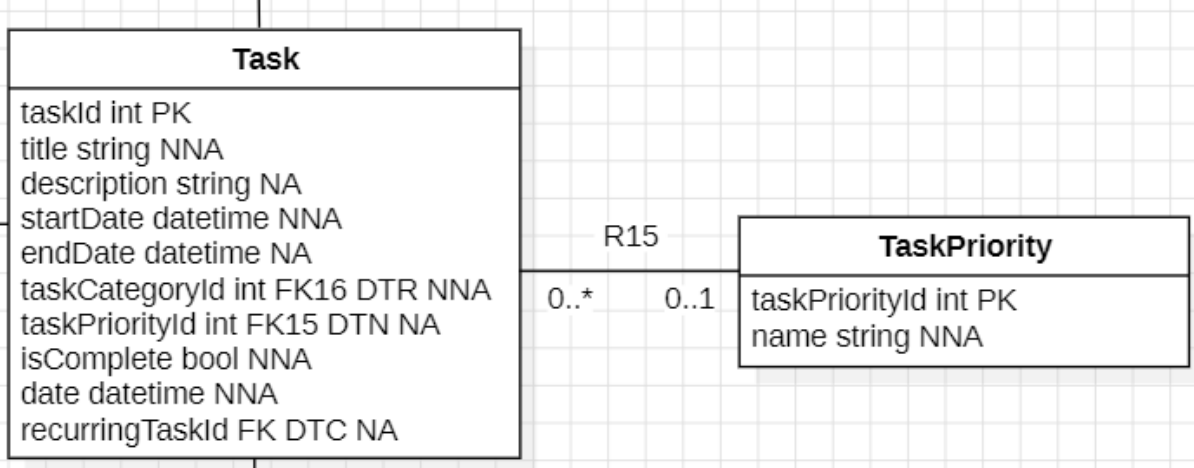 Task
taskId int PK
title string NNA
description string NA
startDate datetime NNA
endDate datetime NA
taskCategoryId int FK16 DTR NNA
taskPriorityId int FK15 DTN NA
isComplete bool NNA
date datetime NNA
recurringTaskId FK DTC NA
R15
0..*
0..1
TaskPriority
taskPriorityId int PK
name string NNA